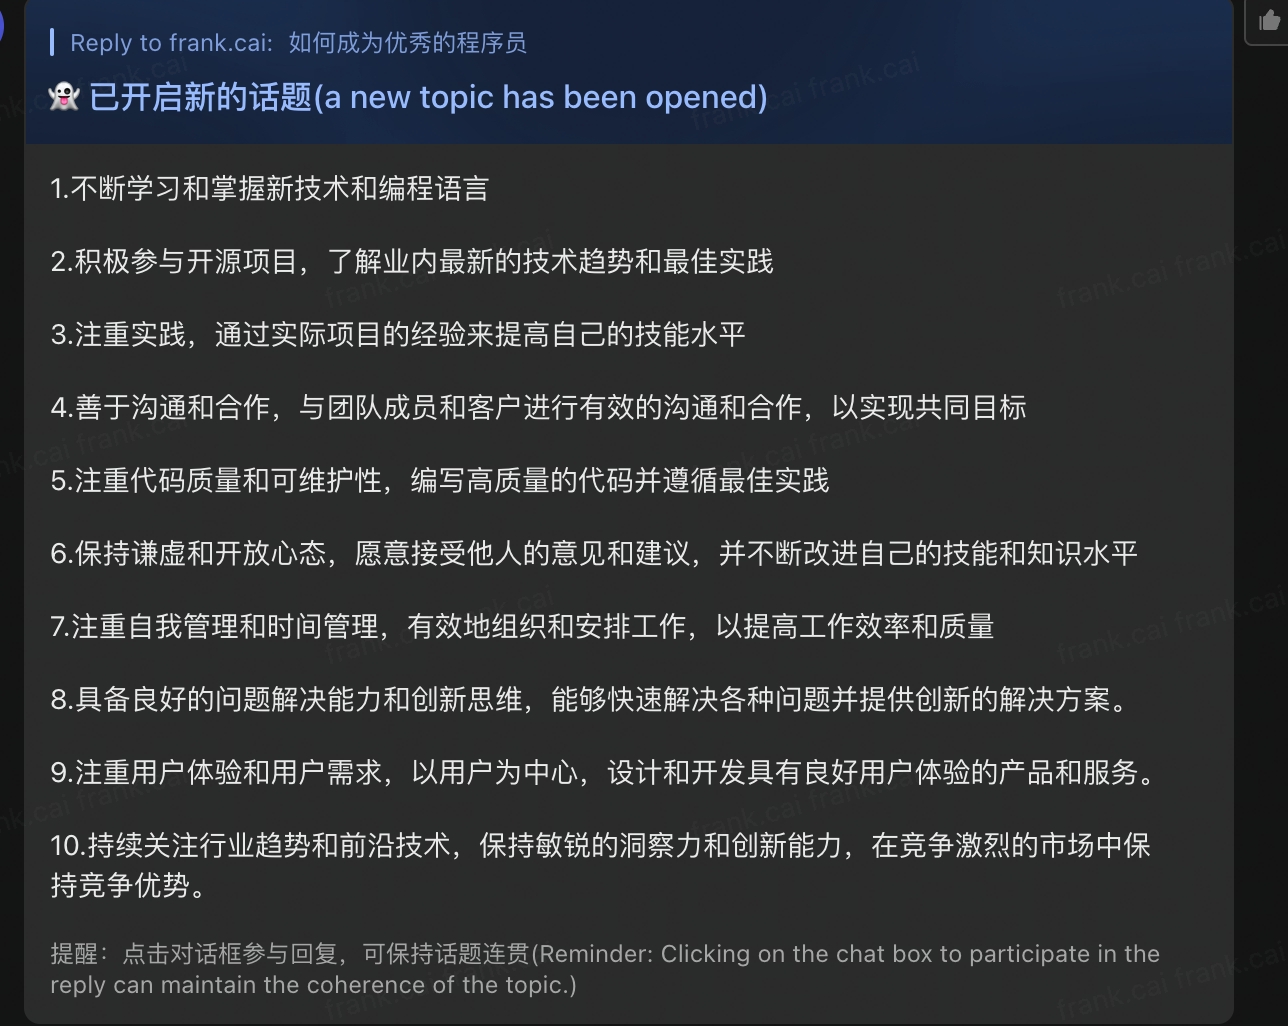 Reply to frank.cai: 如何成为优秀的程序员
👻 已开启新的话题(a new topic has been opened)
1.不断学习和掌握新技术和编程语言
2.积极参与开源项目，了解业内最新的技术趋势和最佳实践
3.注重实践，通过实际项目的经验来提高自己的技能水平
4.善于沟通和合作，与团队成员和客户进行有效的沟通和合作，以实现共同目标
5.注重代码质量和可维护性，编写高质量的代码并遵循最佳实践
6.保持谦虚和开放心态，愿意接受他人的意见和建议，并不断改进自己的技能和知识水平
7.注重自我管理和时间管理，有效地组织和安排工作，以提高工作效率和质量
8.具备良好的问题解决能力和创新思维，能够快速解决各种问题并提供创新的解决方案。
9.注重用户体验和用户需求，以用户为中心，设计和开发具有良好用户体验的产品和服务。
10.持续关注行业趋势和前沿技术，保持敏锐的洞察力和创新能力，在竞争激烈的市场中保
持竞争优势。
提醒：点击对话框参与回复，可保持话题连贯(Reminder: Clicking on the chat box to participate in the
reply can maintain the coherence of the topic.)